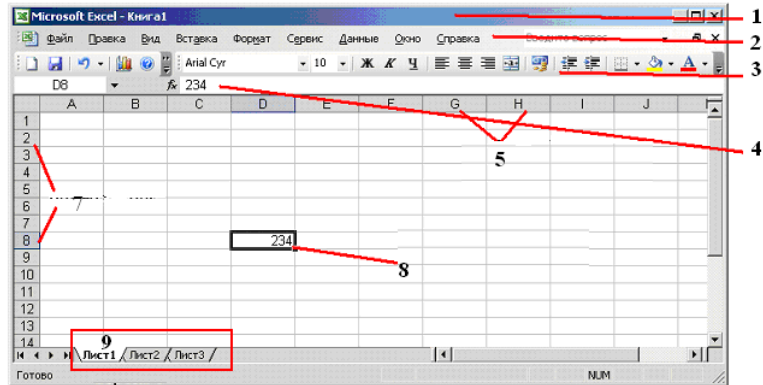 Microsoft Excel - Книга1 1
Файл Правка Вид Вставка Формат Сервис Данные Окно Справка 2
Arial Cyr 10 Ж К Ч A 3
D8 fx 234
A B C D E F G H I J
1
2
3 4
4 5
5
6 7
7
8 234
9 8
10
11
12
13 9
14
Лист1 Лист2 Лист3
Готово NUM